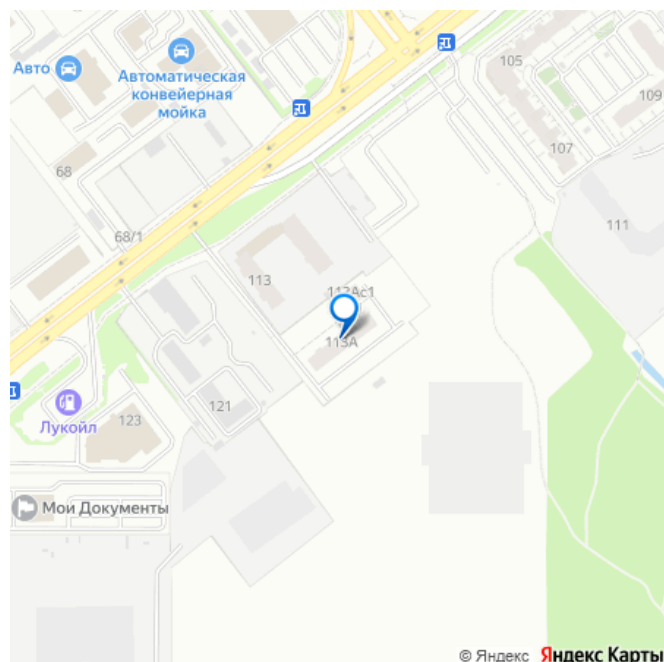 105
Авто
Автоматическая
конвейерная
мойка
109
107
68
111
68/1
113
113Ас1
113А
121
123
Лукойл
Мои Документы
© Яндекс Яндекс Карты